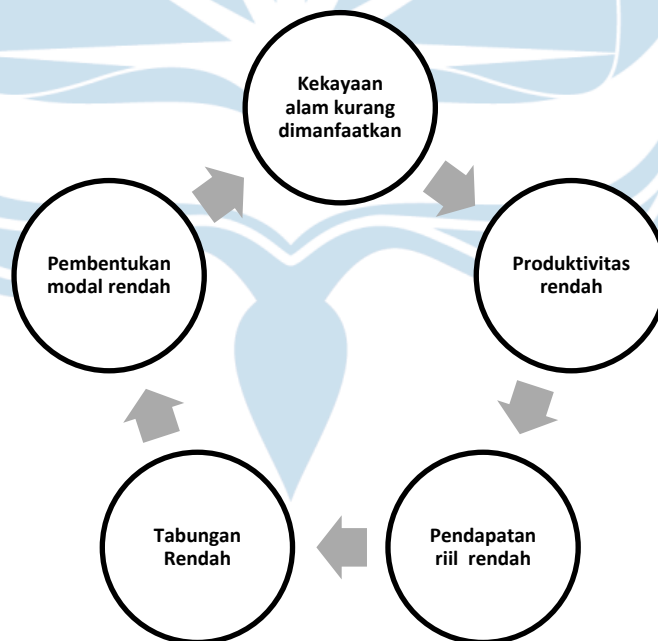 Kekayaan
alam kurang
dimanfaatkan
Produktivitas
rendah
Pendapatan
riil rendah
Tabungan
Rendah
Pembentukan
modal rendah